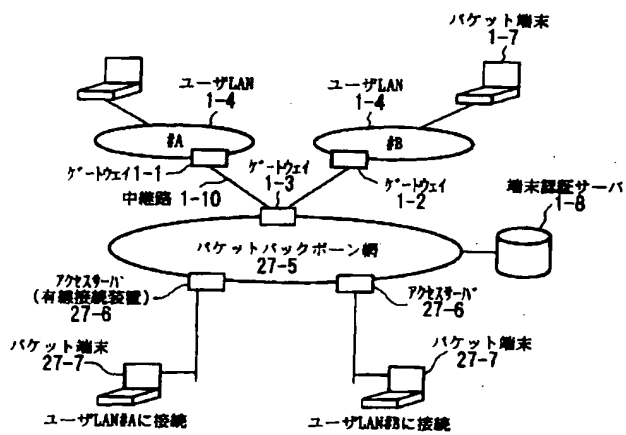 パケット端末
1-7
ユーザLAN
1-4
ユーザLAN
1-4
#A
#B
ゲートウェイ 1-1
ゲートウェイ
1-3
ゲートウェイ
1-2
中継路 1-10
端末認証サーバ
1-8
パケットバックボーン網
27-5
アクセスサーバ
(有線接続装置)
27-6
アクセスサーバ
27-6
パケット端末
27-7
パケット端末
27-7
ユーザLAN#Aに接続
ユーザLAN#Bに接続